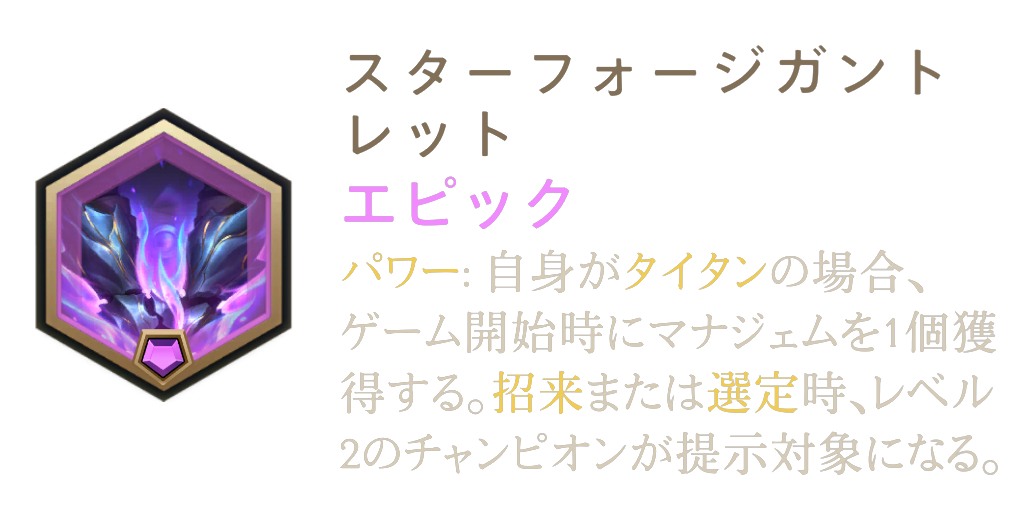 スターフォージガント
レット
エピック
パワー: 自身がタイタンの場合、
ゲーム開始時にマナジェムを1個獲
得する。招来または選定時、レベル
2のチャンピオンが提示対象になる。